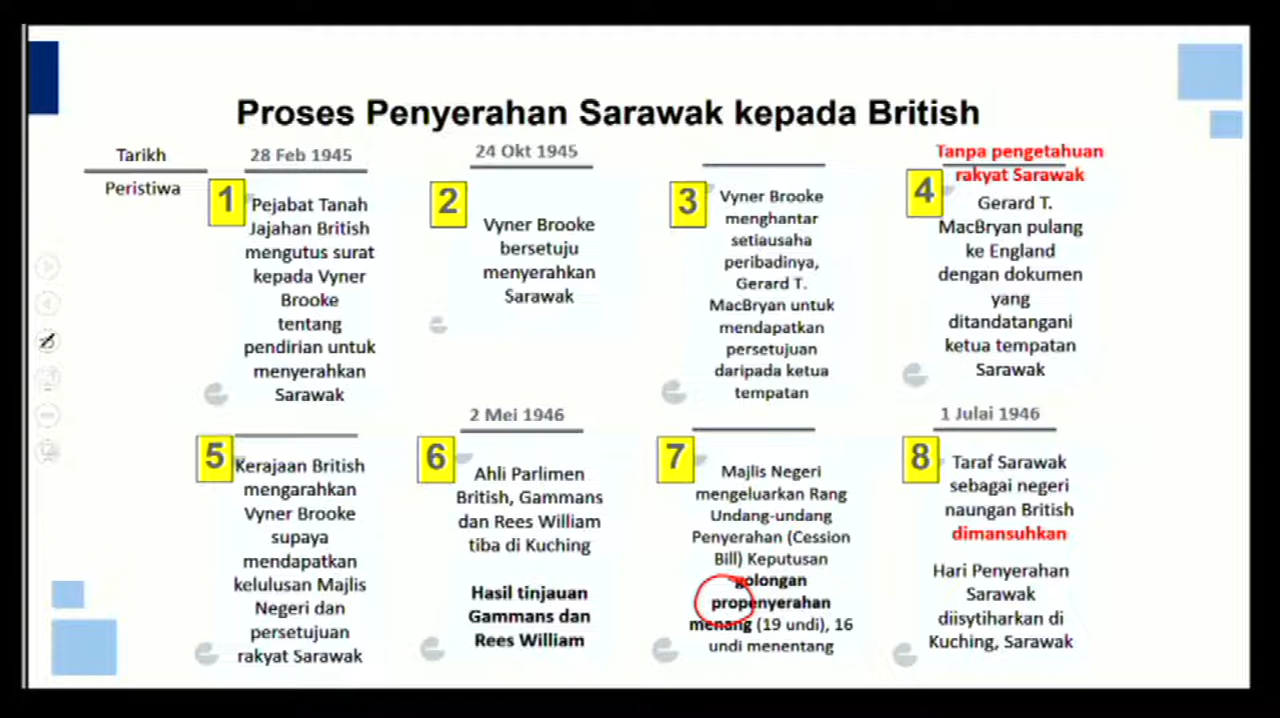 Proses Penyerahan Sarawak kepada British
Tarikh
Peristiwa
28 Feb 1945
1
Pejabat Tanah
Jajahan British
mengutus surat
kepada Vyner
Brooke
tentang
pendirian untuk
menyerahkan
Sarawak
24 Okt 1945
2
Vyner Brooke
bersetuju
menyerahkan
Sarawak
3
Vyner Brooke
menghantar
setiausaha
peribadinya,
Gerard T.
MacBryan untuk
mendapatkan
persetujuan
daripada ketua
tempatan
Tanpa pengetahuan
rakyat Sarawak
4
Gerard T.
MacBryan pulang
ke England
dengan dokumen
yang
ditandatangani
ketua tempatan
Sarawak
5
Kerajaan British
mengarahkan
Vyner Brooke
supaya
mendapatkan
kelulusan Majlis
Negeri dan
persetujuan
rakyat Sarawak
2 Mei 1946
6
Ahli Parlimen
British, Gammans
dan Rees William
tiba di Kuching
Hasil tinjauan
Gammans dan
Rees William
7
Majlis Negeri
mengeluarkan Rang
Undang-undang
Penyerahan (Cession
Bill) Keputusan
golongan
propenyerahan
menang (19 undi), 16
undi menentang
1 Julai 1946
8
Taraf Sarawak
sebagai negeri
naungan British
dimansuhkan
Hari Penyerahan
Sarawak
diisytiharkan di
Kuching, Sarawak